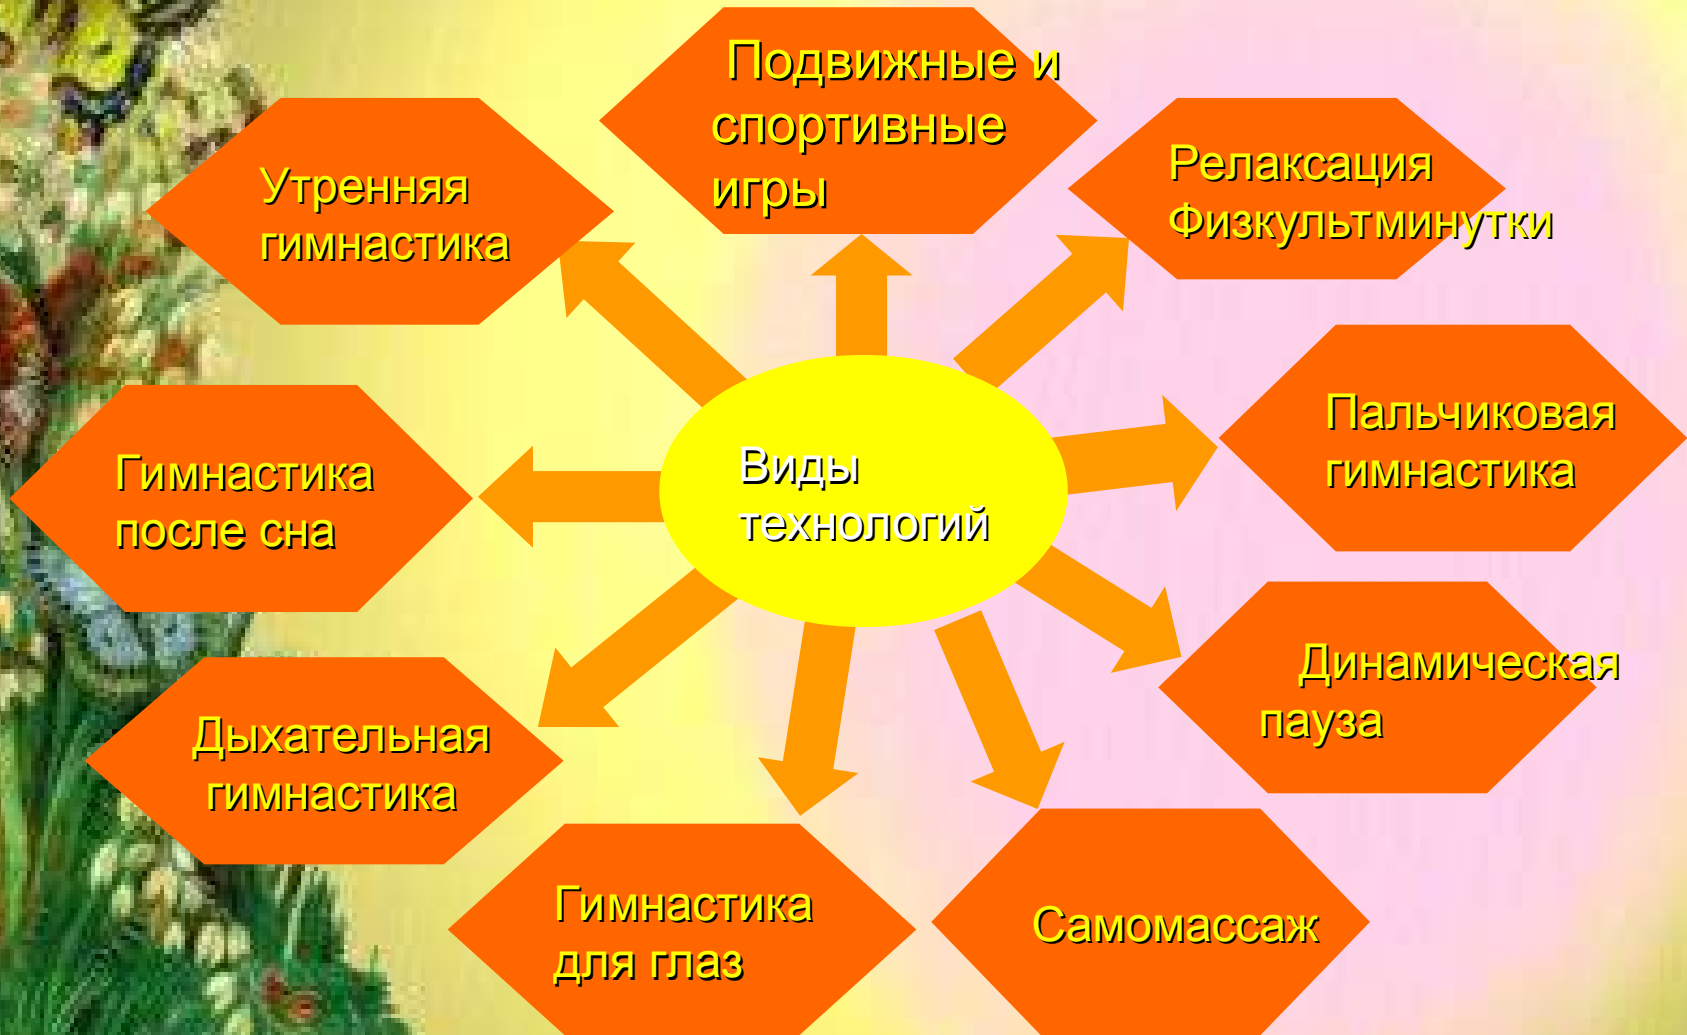 Подвижные и
спортивные
игры
Утренняя
гимнастика
Релаксация
Физкультминутки
Пальчиковая
гимнастика
Виды
технологий
Гимнастика
после сна
Динамическая
пауза
Дыхательная
гимнастика
Гимнастика
для глаз
Самомассаж